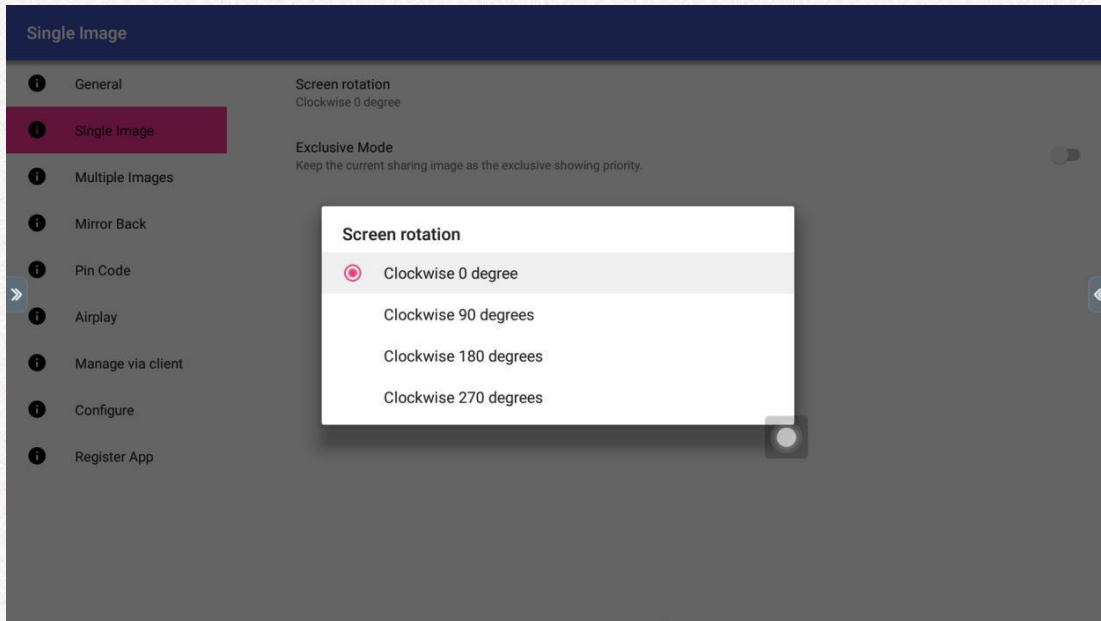 Single Image
General
Single Image
Multiple Images
Mirror Back
Pin Code
Airplay
Manage via client
Configure
Register App
Screen rotation
Clockwise 0 degree
Exclusive Mode
Keep the current sharing image as the exclusive showing priority.
Screen rotation
Clockwise 0 degree
Clockwise 90 degrees
Clockwise 180 degrees
Clockwise 270 degrees